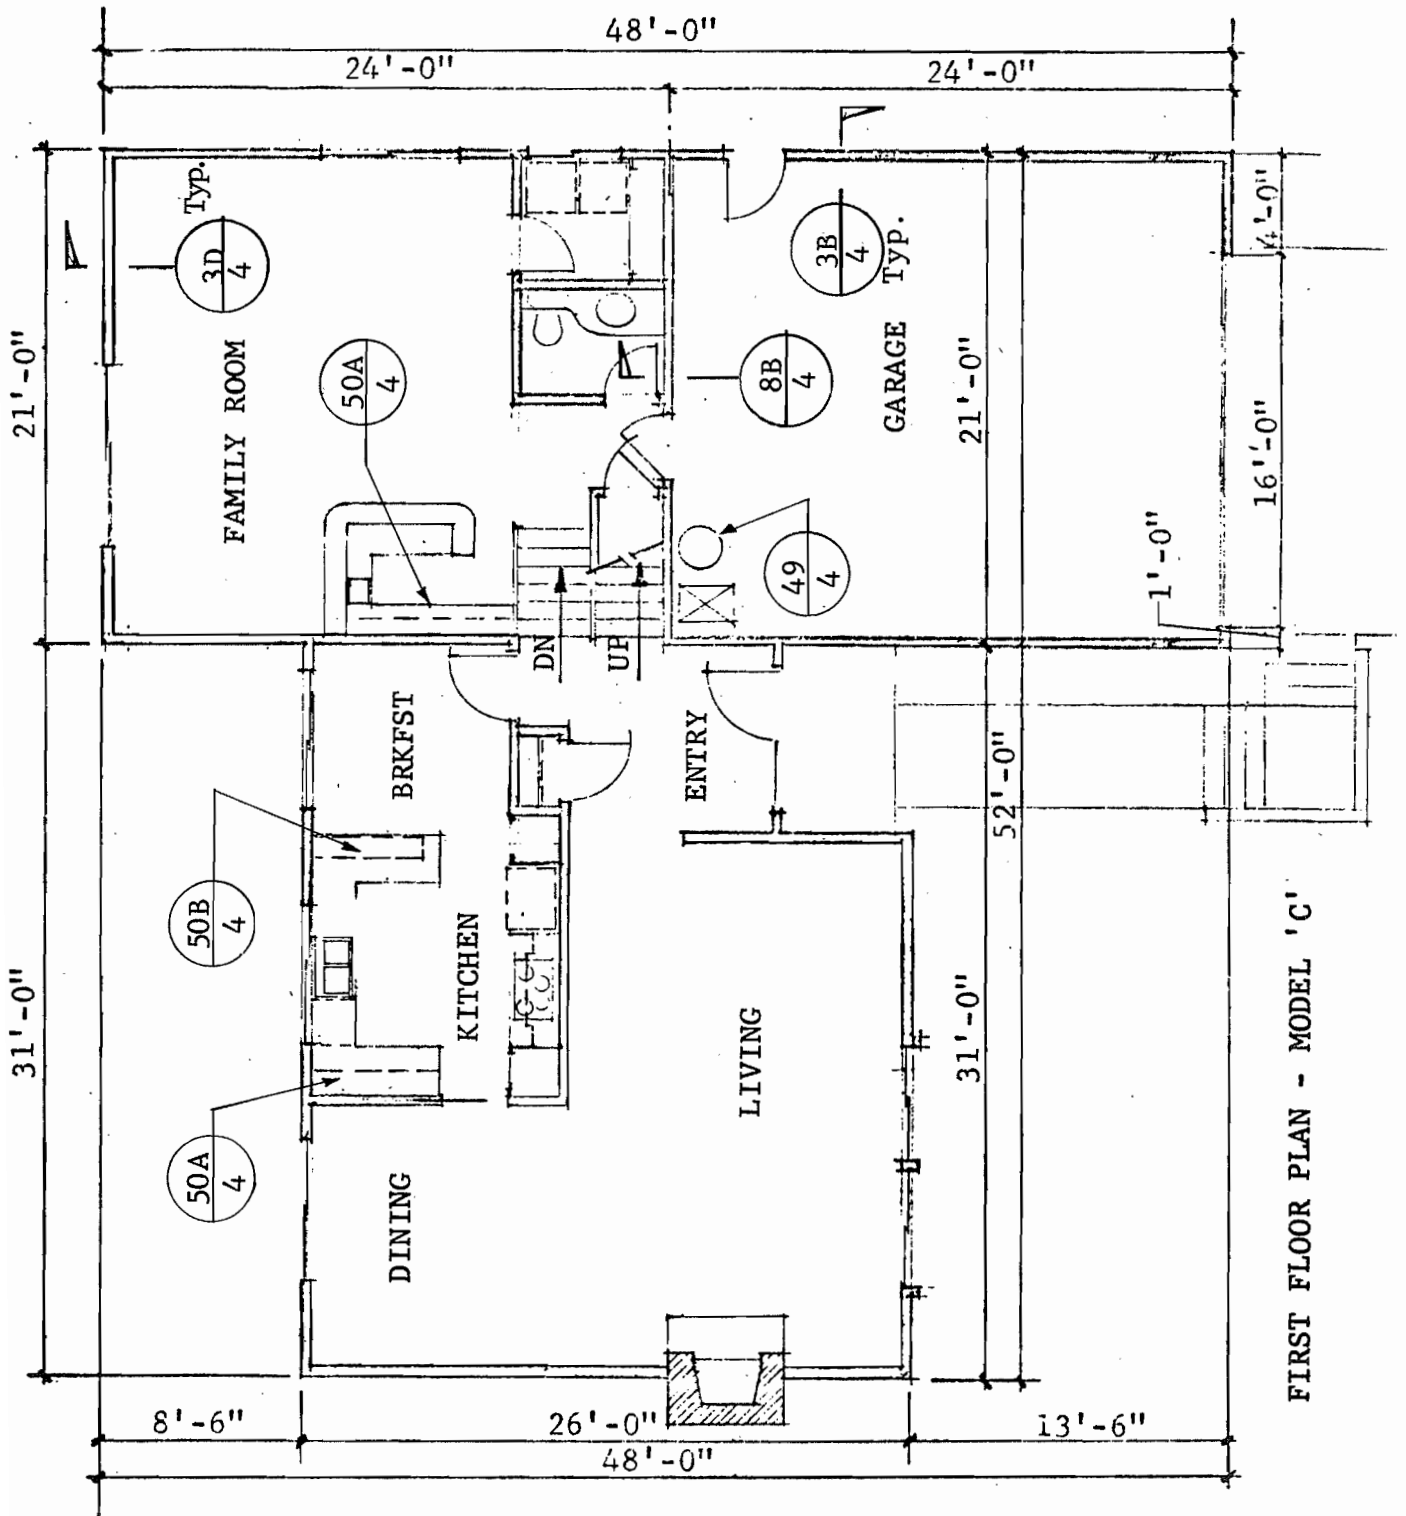 48'-0"
24'-0"
24'-0"
Typ.
3D
4
3B
4
Typ.
4'-0"
21'-0"
FAMILY ROOM
50A
4
8B
4
GARAGE
21'-0"
16'-0"
49
4
1'-0"
DN
UP
BRKFST
ENTRY
52'-0"
50B
4
KITCHEN
31'-0"
LIVING
31'-0"
50A
4
DINING
FIRST FLOOR PLAN - MODEL 'C'
8'-6"
26'-0"
13'-6"
48'-0"